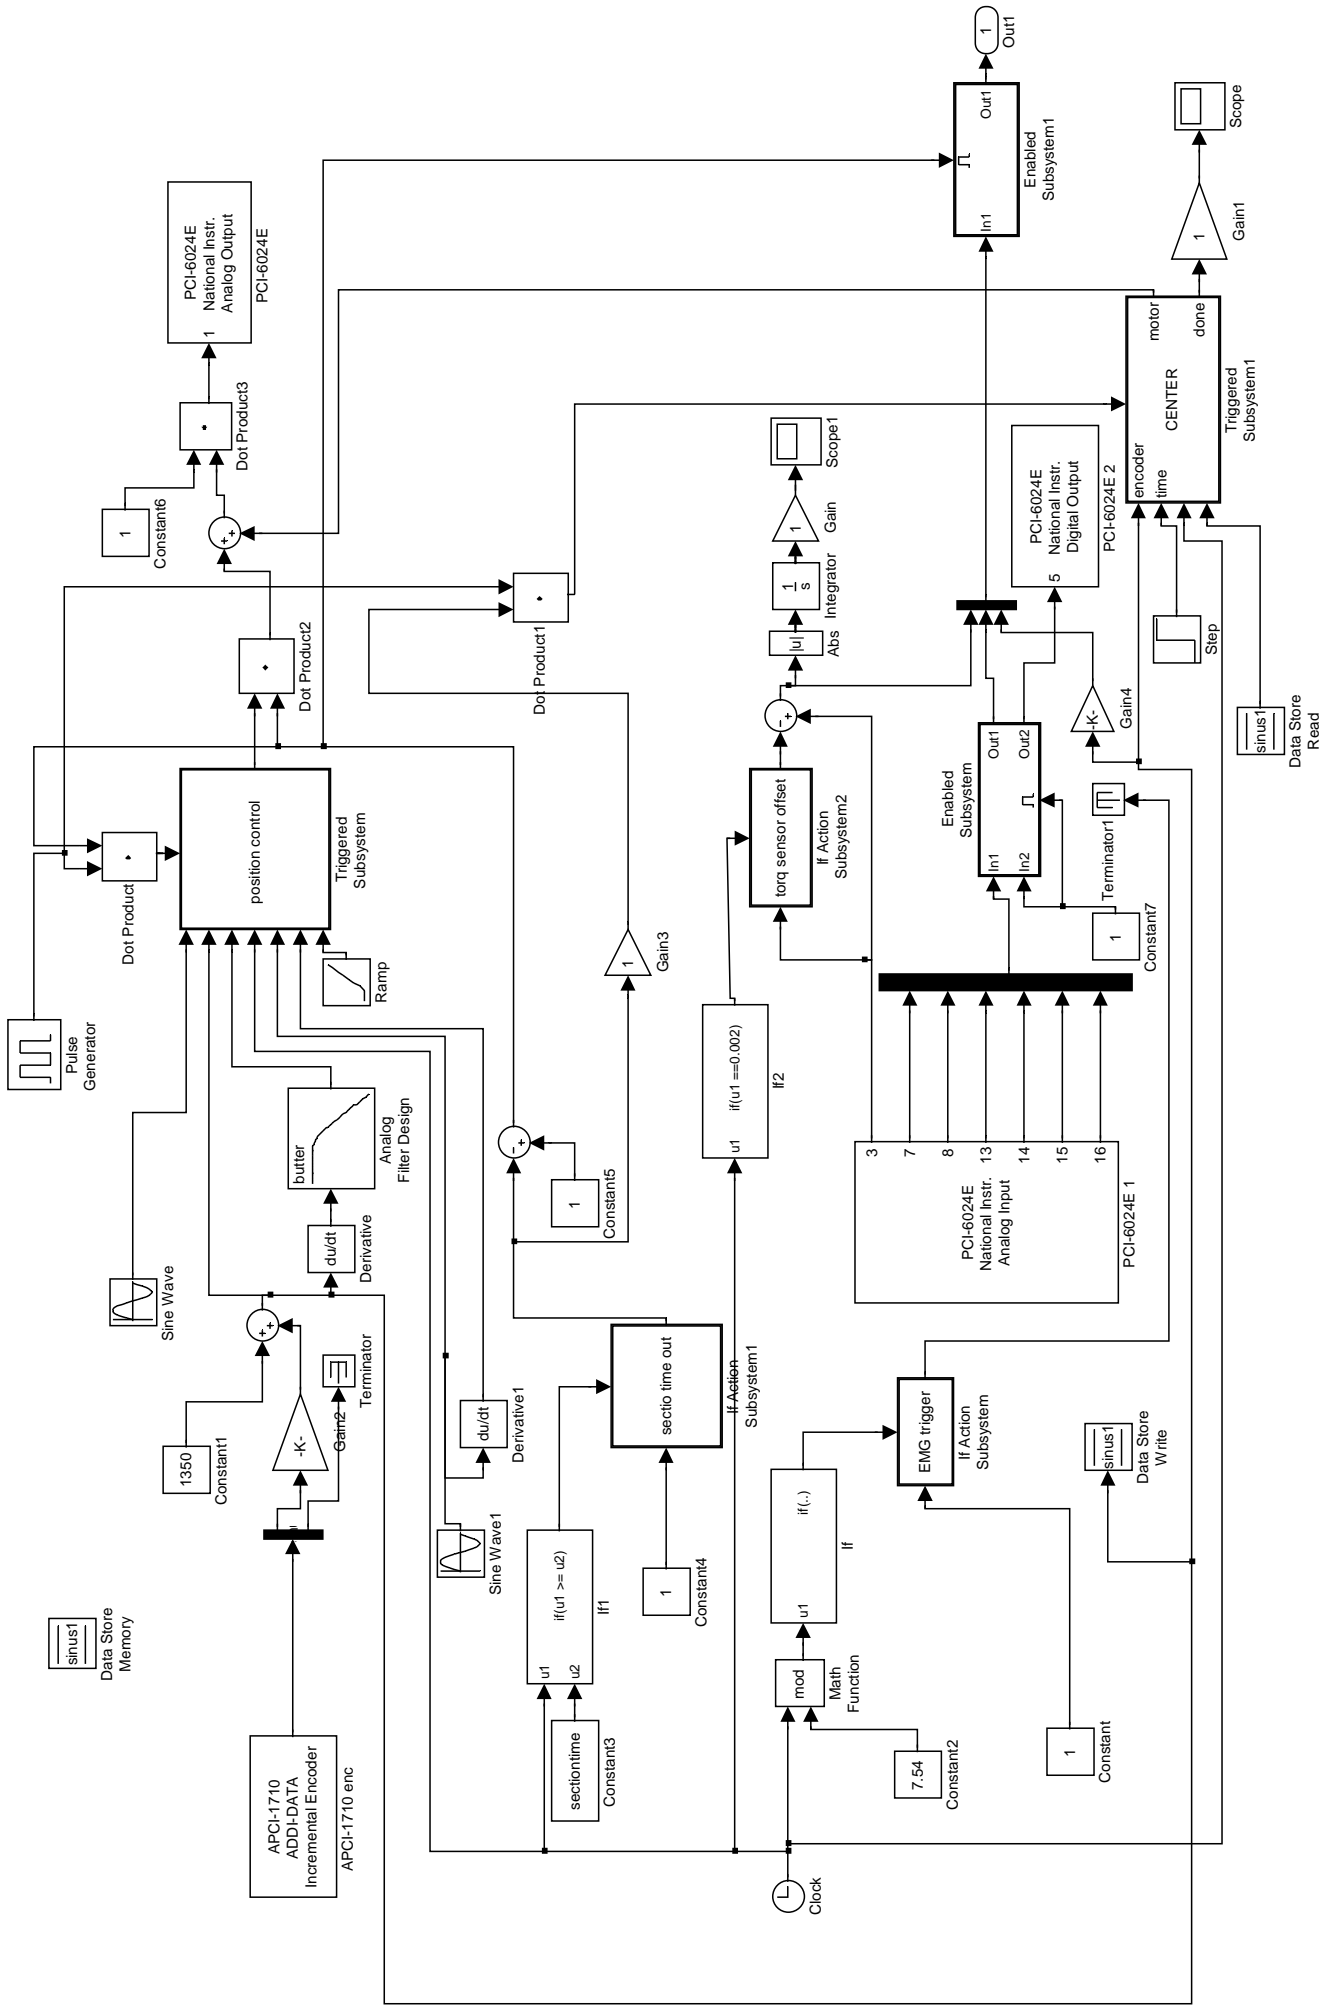 sinus1
Data Store
Memory
APCI-1710
ADDI-DATA
Incremental Encoder
APCI-1710 enc
1350
Constant1
-K-
Gain2
Terminator
+
+
Sine Wave
du/dt
Derivative
butter
Analog
Filter Design
Pulse
Generator
Dot Product
Ramp
position control
Triggered
Subsystem
Dot Product2
1
Constant6
+
+
Dot Product3
1
PCI-6024E
National Instr.
Analog Output
PCI-6024E
Sine Wave1
du/dt
Derivative1
u1
u2
if(u1 >= u2)
If1
sectiontime
Constant3
1
Constant4
sectio time out
If Action
Subsystem1
-
+
1
Constant5
1
Gain3
Dot Product1
Clock
u1
if(u1 ==0.002)
If2
torq sensor offset
If Action
Subsystem2
-
+
|u|
Abs
1
s
Integrator
1
Gain
Scope1
mod
Math
Function
7.54
Constant2
u1
if(..)
If
1
Constant
EMG trigger
If Action
Subsystem
Terminator1
PCI-6024E
National Instr.
Analog Input
3
7
8
13
14
15
16
PCI-6024E 1
1
Constant7
In1
In2
Out1
Out2
Enabled
Subsystem
-K-
Gain4
5
PCI-6024E
National Instr.
Digital Output
PCI-6024E 2
In1
Out1
Enabled
Subsystem1
1
Out1
sinus1
Data Store
Write
sinus1
Data Store
Read
Step
encoder
time
CENTER
motor
done
Triggered
Subsystem1
1
Gain1
Scope